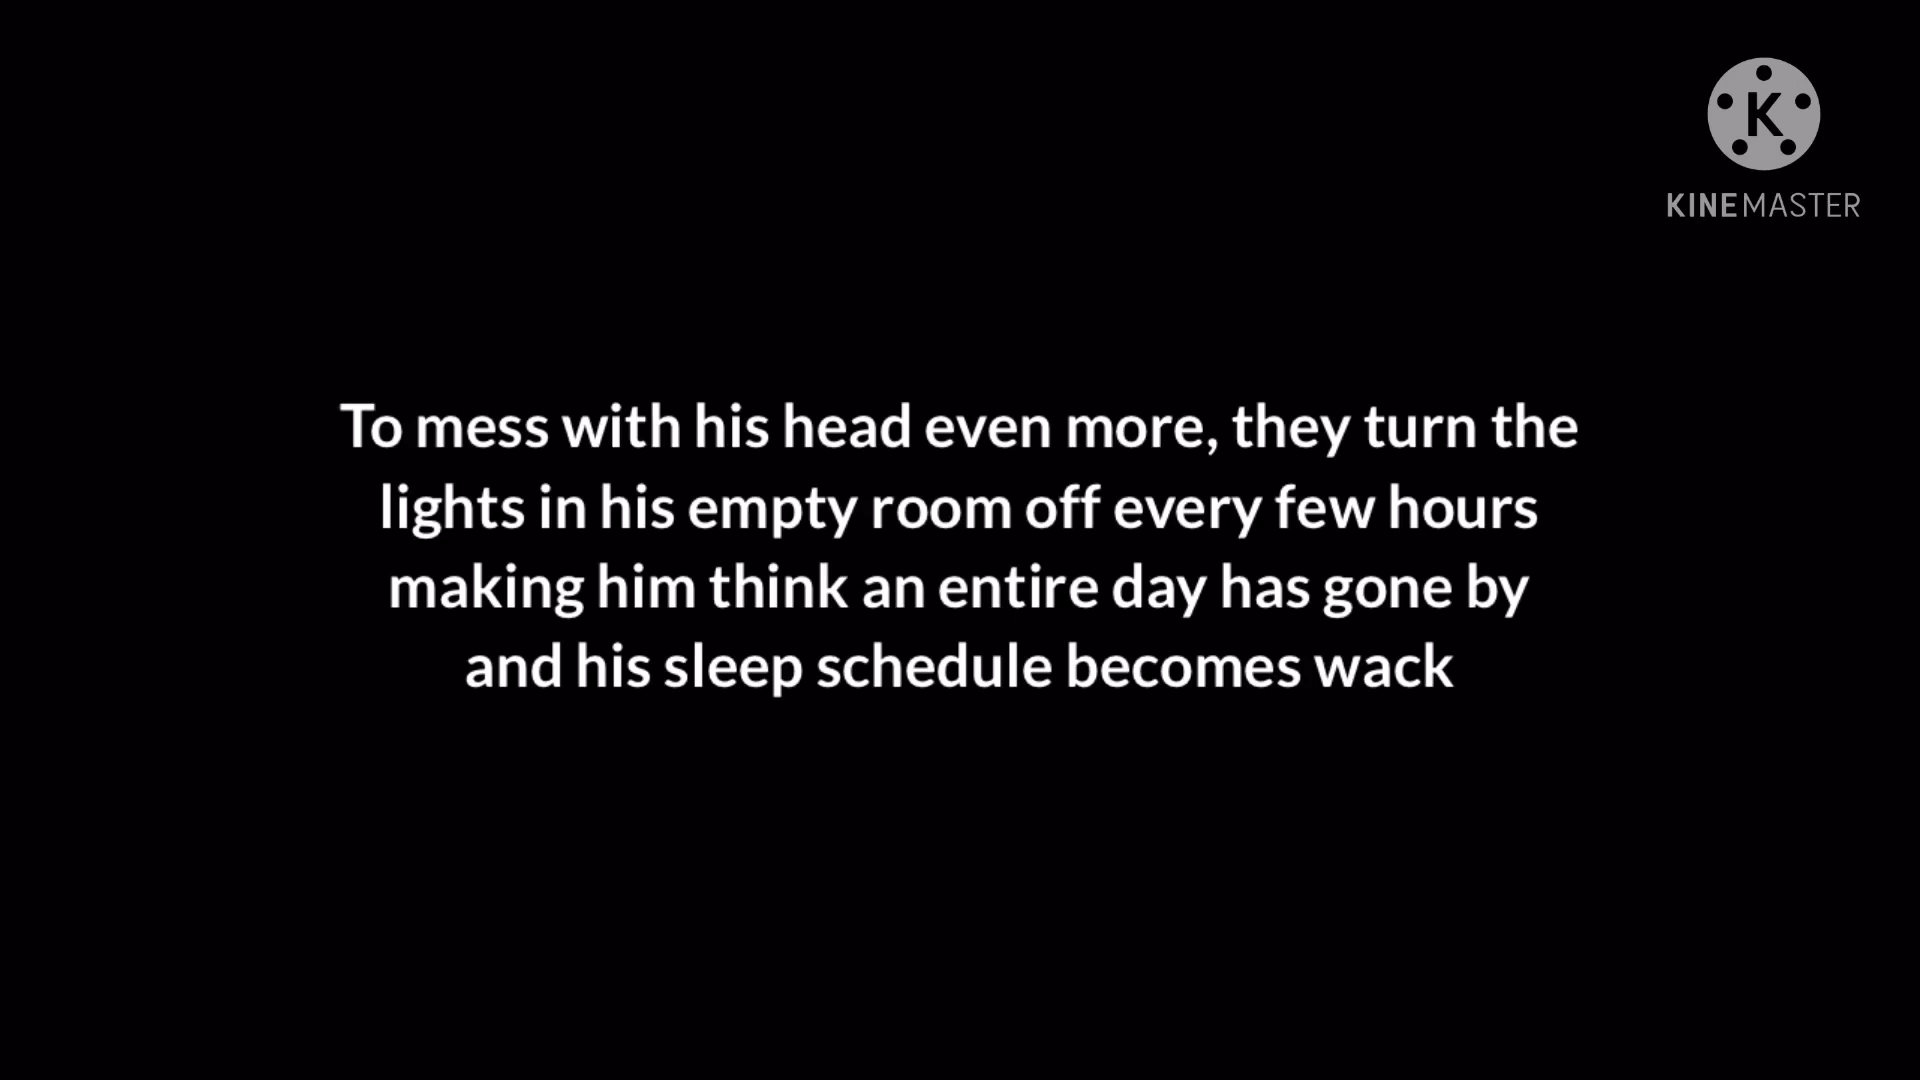 K
KINEMASTER
To mess with his head even more, they turn the
lights in his empty room off every few hours
making him think an entire day has gone by
and his sleep schedule becomes wack